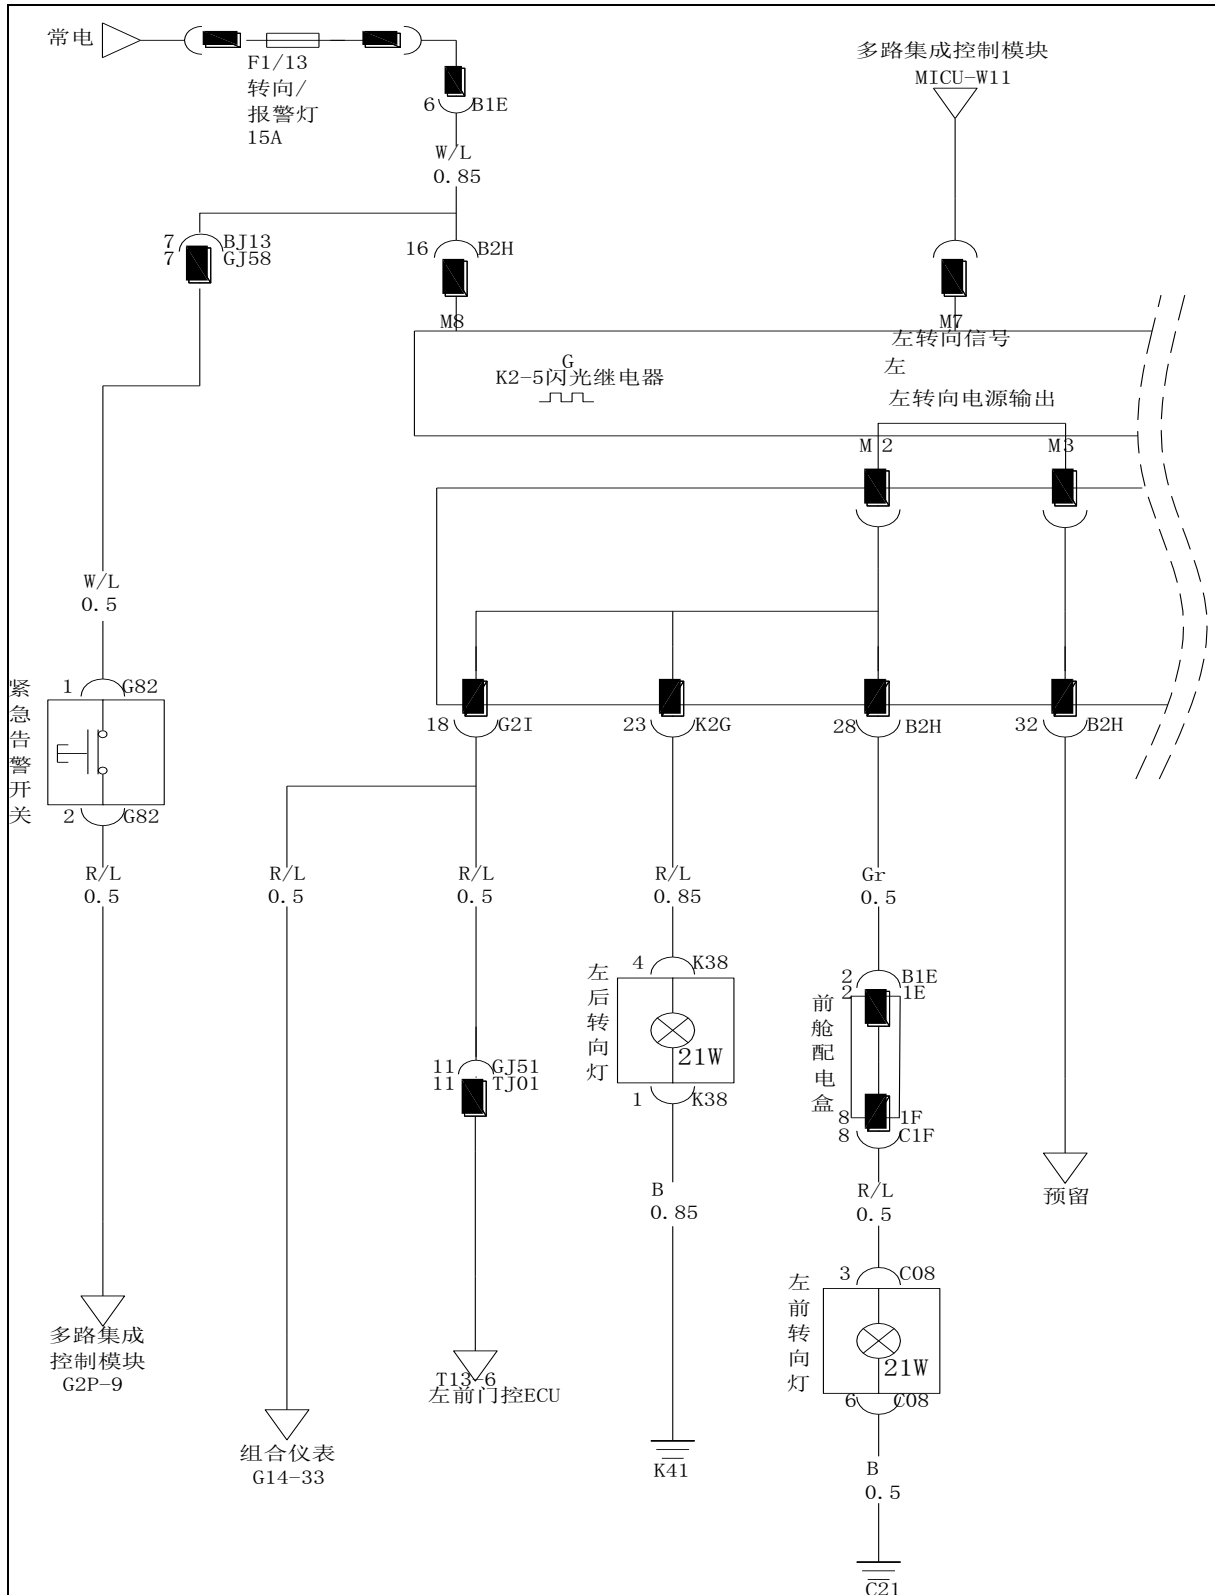 常电
F1/13
转向/
报警灯
15A
6 B1E
W/L
0.85
多路集成控制模块
MICU-W11
7 BJ13
7 GJ58
16 B2H
M8
M7
左转向信号
左
G
K2-5闪光继电器
左转向电源输出
M 2
M3
W/L
0.5
紧急告警开关
1 G82
2 G82
18 G2I
23 K2G
28 B2H
32 B2H
R/L
0.5
R/L
0.5
R/L
0.5
R/L
0.85
Gr
0.5
左后转向灯
4 K38
21W
1 K38
前舱配电盒
2 B1E
2 1E
8 1F
8 C1F
11 GJ51
11 TJ01
B
0.85
R/L
0.5
预留
左前转向灯
3 C08
21W
6 C08
多路集成
控制模块
G2P-9
T13-6
左前门控ECU
组合仪表
G14-33
K41
B
0.5
C21